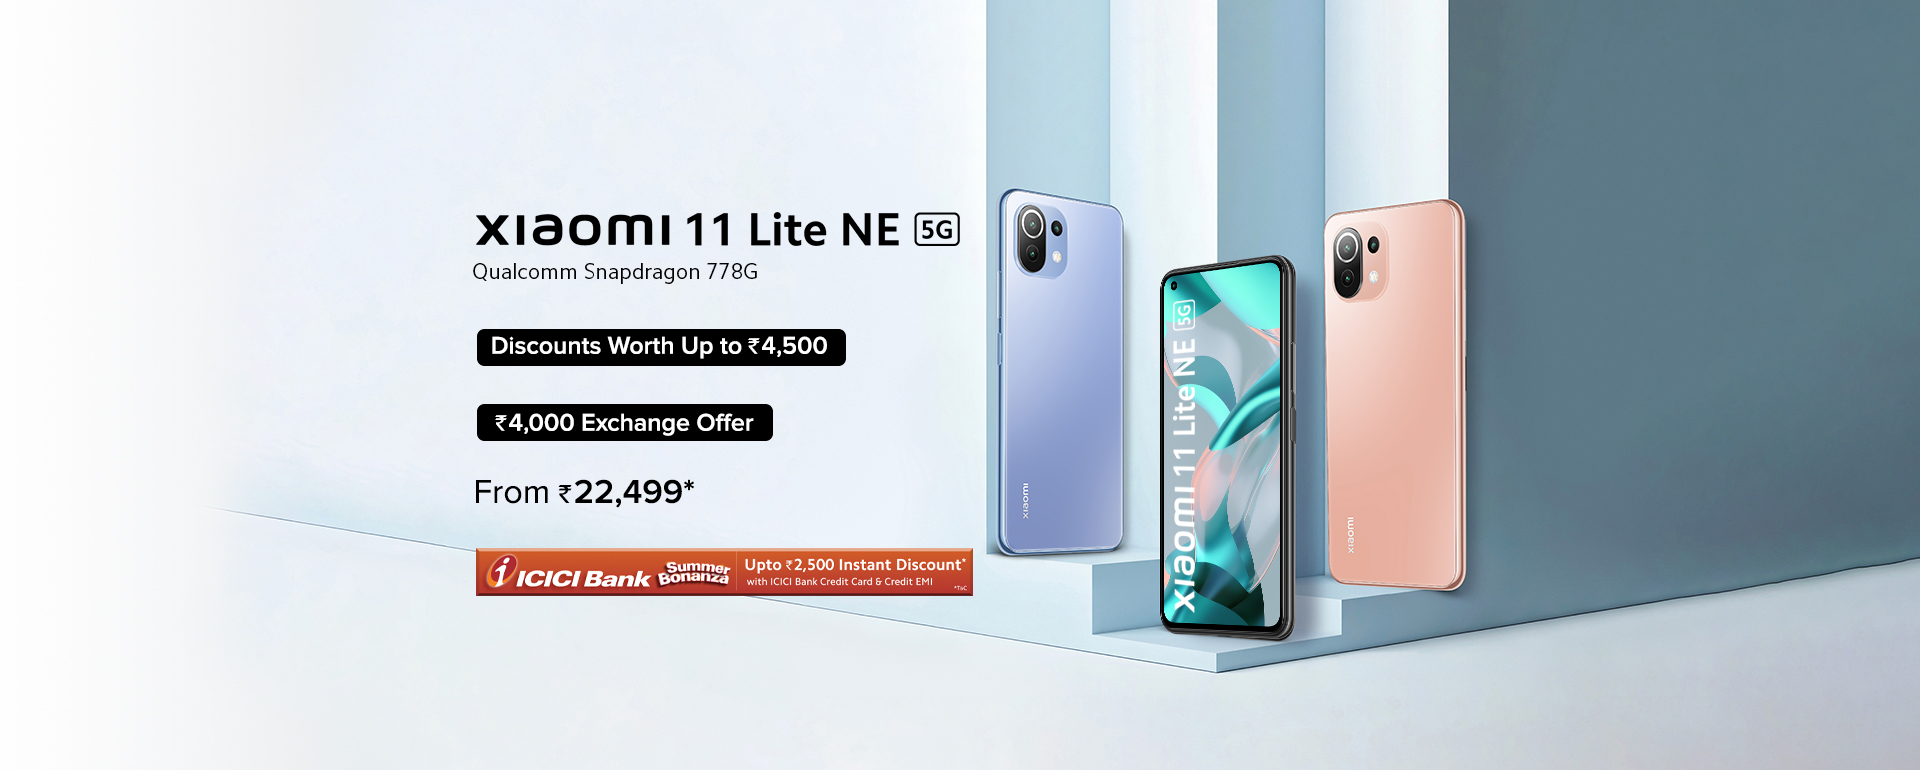 xiaomi 11 Lite NE 5G
Qualcomm Snapdragon 778G
Discounts Worth Up to ₹4,500
₹4,000 Exchange Offer
From ₹22,499*
i ICICI Bank
Summer
Bonanza
Upto ₹2,500 Instant Discount*
with ICICI Bank Credit Card & Credit EMI
*T&C
xiaomi
xiaomi 11 Lite NE 5G
xiaomi